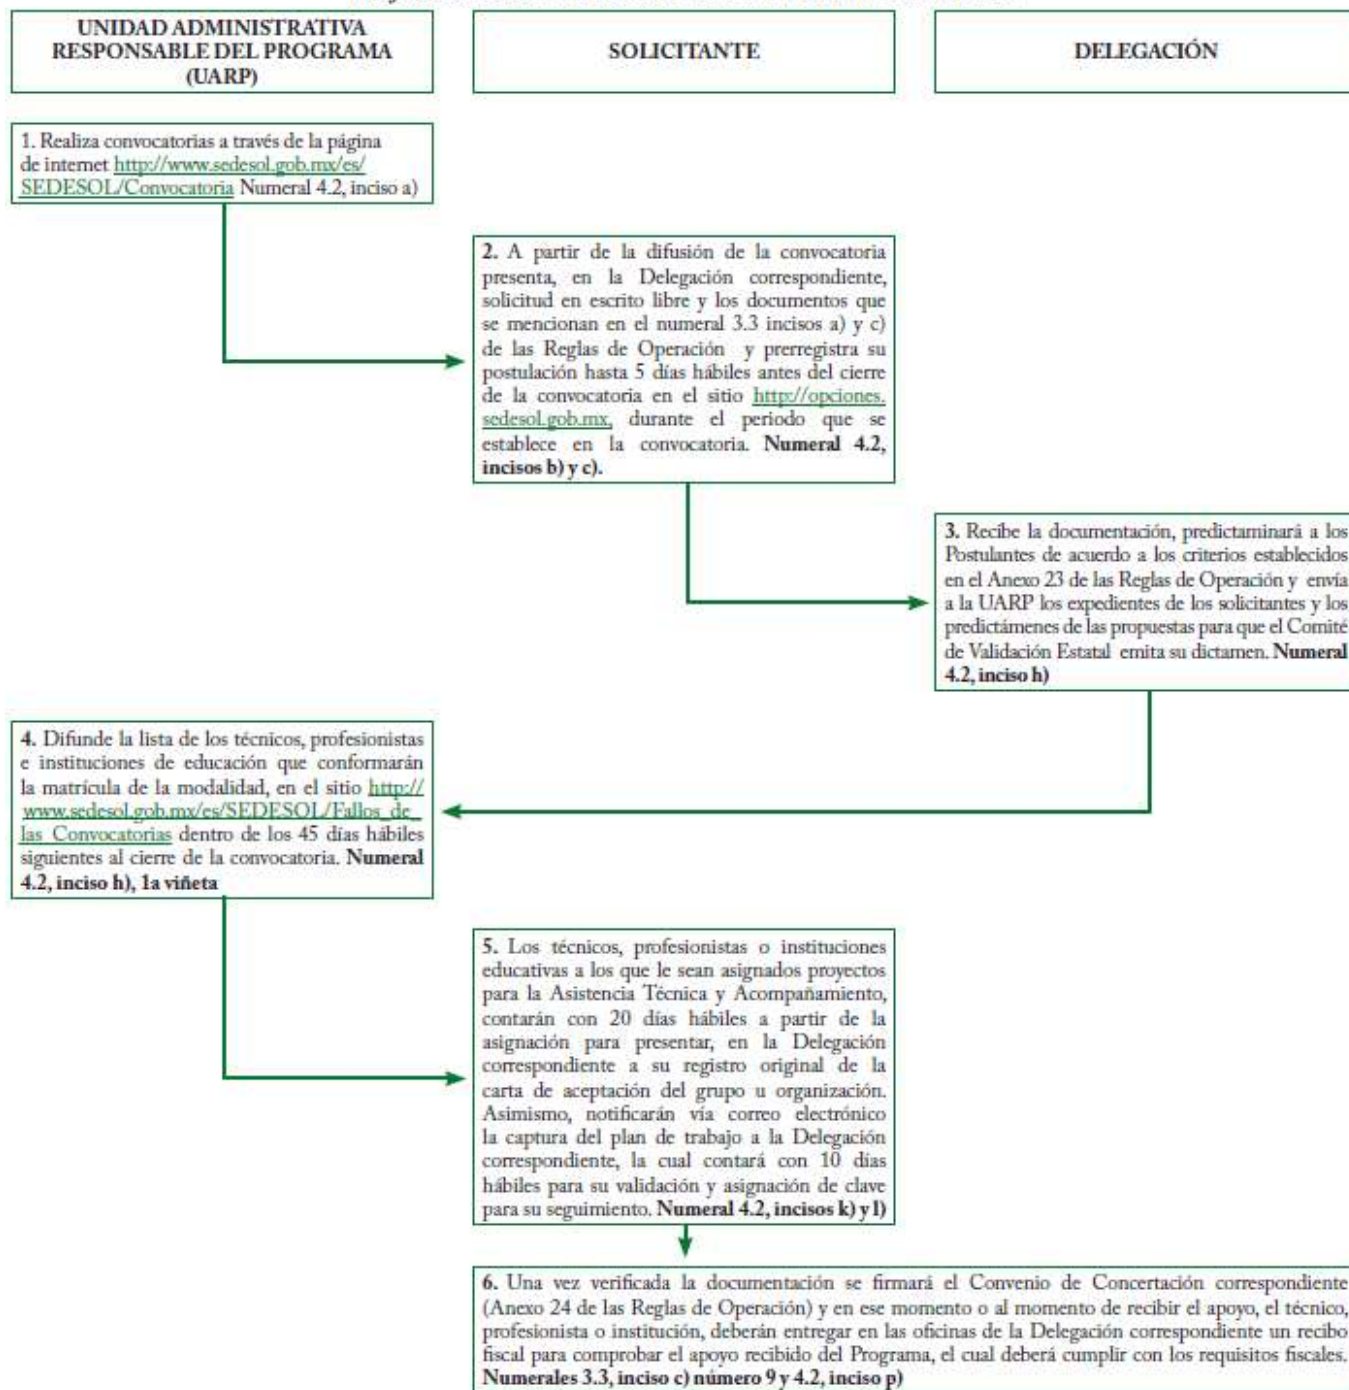 UNIDAD ADMINISTRATIVA
RESPONSABLE DEL PROGRAMA
(UARP)
SOLICITANTE
DELEGACIÓN
1. Realiza convocatorias a través de la página
de internet http://www.sedesol.gob.mx/es/
SEDESOL/Convocatoria Numeral 4.2, inciso a)
2. A partir de la difusión de la convocatoria
presenta, en la Delegación correspondiente,
solicitud en escrito libre y los documentos que
se mencionan en el numeral 3.3 incisos a) y c)
de las Reglas de Operación y prerregistra su
postulación hasta 5 días hábiles antes del cierre
de la convocatoria en el sitio http://opciones.
sedesol.gob.mx, durante el periodo que se
establece en la convocatoria. Numeral 4.2,
incisos b) y c).
3. Recibe la documentación, predictaminará a los
Postulantes de acuerdo a los criterios establecidos
en el Anexo 23 de las Reglas de Operación y envía
a la UARP los expedientes de los solicitantes y los
predictámenes de las propuestas para que el Comité
de Validación Estatal emita su dictamen. Numeral
4.2, inciso h)
4. Difunde la lista de los técnicos, profesionistas
e instituciones de educación que conformarán
la matrícula de la modalidad, en el sitio http://
www.sedesol.gob.mx/es/SEDESOL/Fallos_de_
las_Convocatorias dentro de los 45 días hábiles
siguientes al cierre de la convocatoria. Numeral
4.2, inciso h), 1a viñeta
5. Los técnicos, profesionistas o instituciones
educativas a los que le sean asignados proyectos
para la Asistencia Técnica y Acompañamiento,
contarán con 20 días hábiles a partir de la
asignación para presentar, en la Delegación
correspondiente a su registro original de la
carta de aceptación del grupo u organización.
Asimismo, notificarán vía correo electrónico
la captura del plan de trabajo a la Delegación
correspondiente, la cual contará con 10 días
hábiles para su validación y asignación de clave
para su seguimiento. Numeral 4.2, incisos k) y l)
6. Una vez verificada la documentación se firmará el Convenio de Concertación correspondiente
(Anexo 24 de las Reglas de Operación) y en ese momento o al momento de recibir el apoyo, el técnico,
profesionista o institución, deberán entregar en las oficinas de la Delegación correspondiente un recibo
fiscal para comprobar el apoyo recibido del Programa, el cual deberá cumplir con los requisitos fiscales.
Numerales 3.3, inciso c) número 9 y 4.2, inciso p)